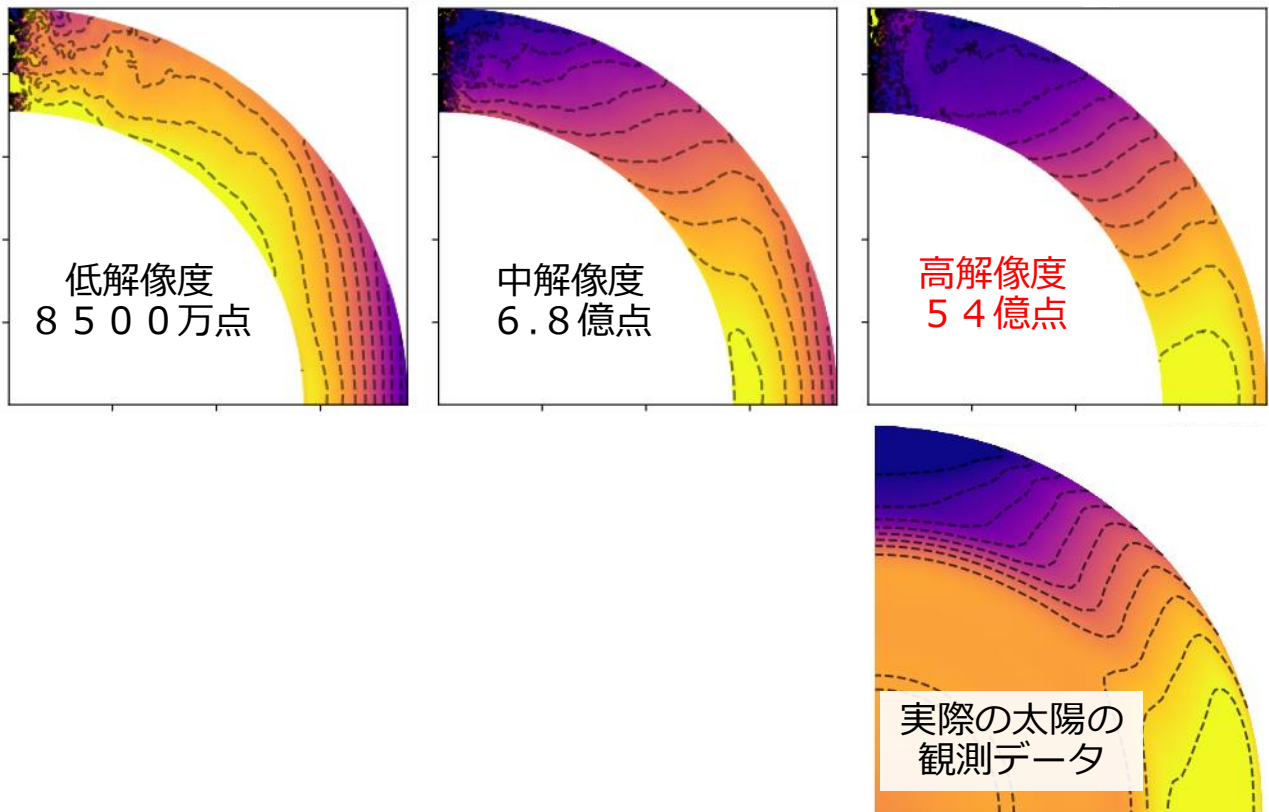 低解像度
８５００万点
中解像度
６.８億点
高解像度
５４億点
実際の太陽の
観測データ